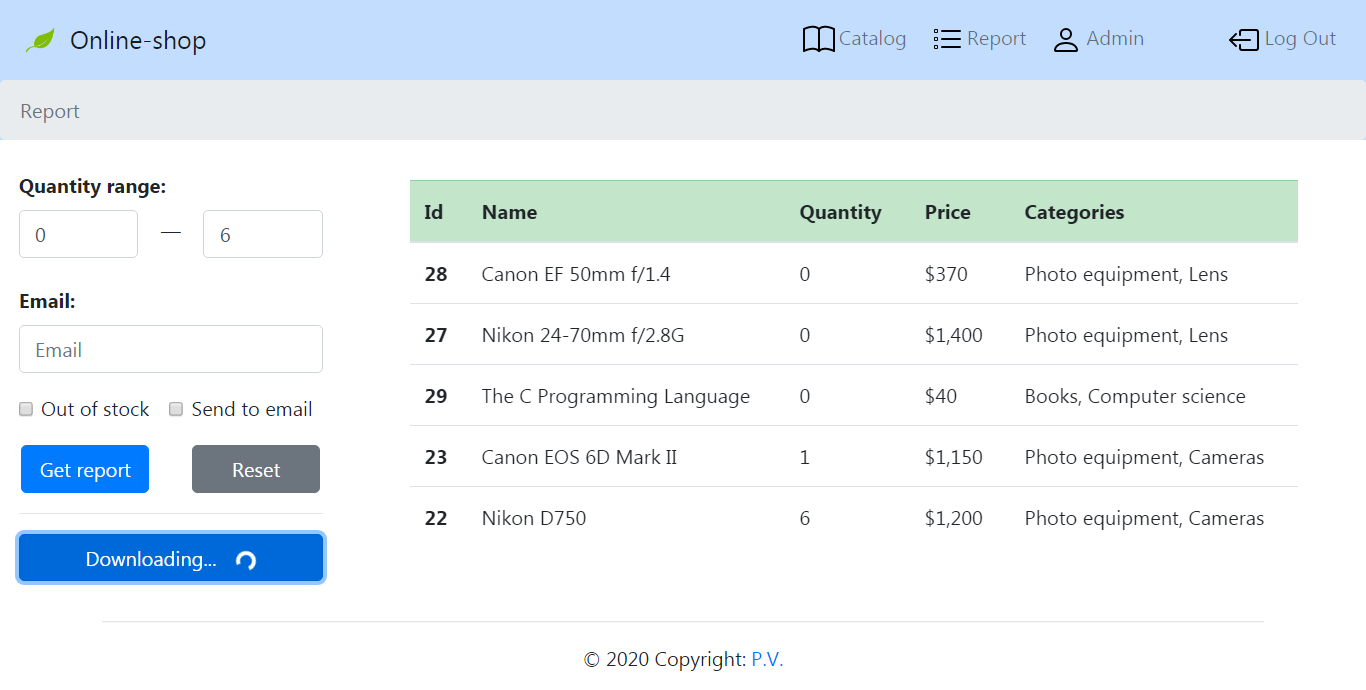 Online-shop
Catalog
Report
Admin
Log Out
Report
Quantity range:
0 — 6
Email:
Email
Out of stock
Send to email
Get report
Reset
Downloading...
Id Name Quantity Price Categories
28 Canon EF 50mm f/1.4 0 $370 Photo equipment, Lens
27 Nikon 24-70mm f/2.8G 0 $1,400 Photo equipment, Lens
29 The C Programming Language 0 $40 Books, Computer science
23 Canon EOS 6D Mark II 1 $1,150 Photo equipment, Cameras
22 Nikon D750 6 $1,200 Photo equipment, Cameras
© 2020 Copyright: P.V.